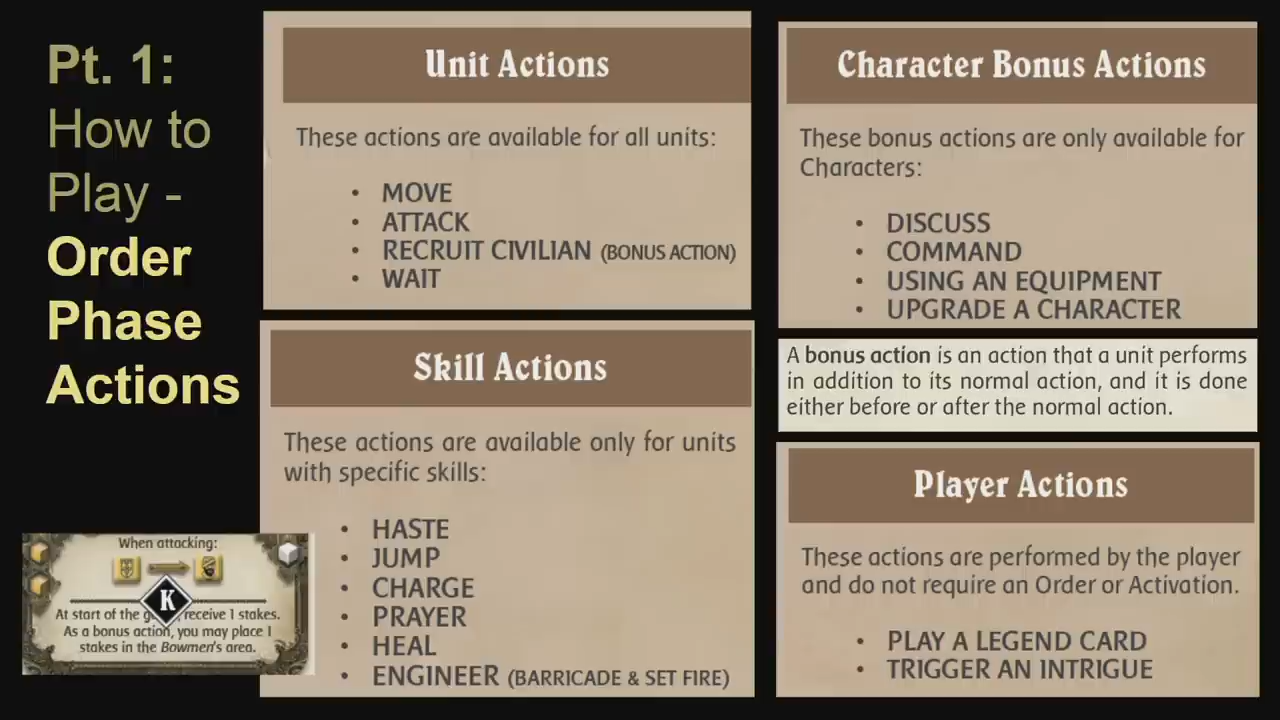 Pt. 1:
How to
Play -
Order
Phase
Actions
Unit Actions
These actions are available for all units:
• MOVE
• ATTACK
• RECRUIT CIVILIAN (BONUS ACTION)
• WAIT
Skill Actions
These actions are available only for units
with specific skills:
• HASTE
• JUMP
• CHARGE
• PRAYER
• HEAL
• ENGINEER (BARRICADE & SET FIRE)
Character Bonus Actions
These bonus actions are only available for
Characters:
• DISCUSS
• COMMAND
• USING AN EQUIPMENT
• UPGRADE A CHARACTER
A bonus action is an action that a unit performs
in addition to its normal action, and it is done
either before or after the normal action.
Player Actions
These actions are performed by the player
and do not require an Order or Activation.
• PLAY A LEGEND CARD
• TRIGGER AN INTRIGUE
When attacking:
K
At start of the receive 1 stakes.
As a bonus action, you may place 1
stakes in the Bowmen's area.